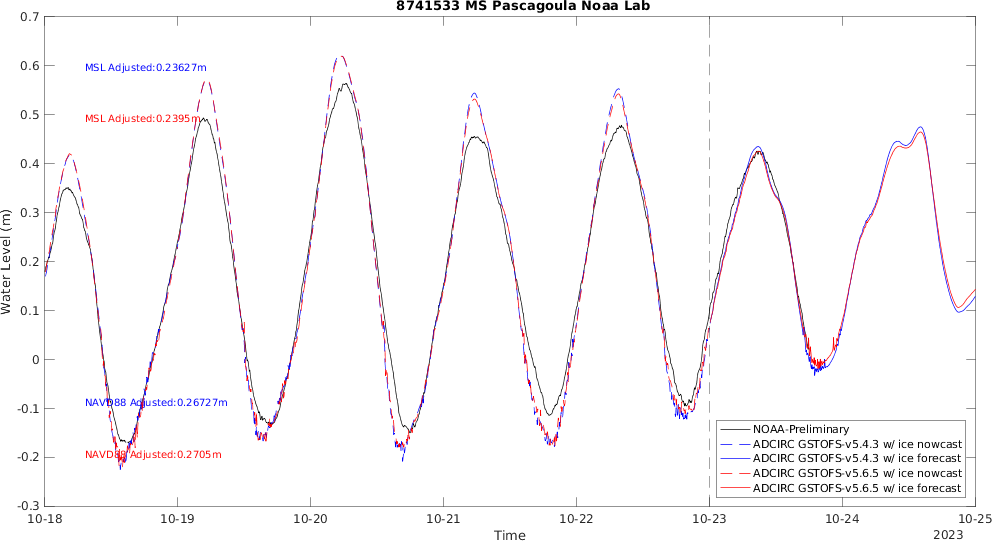 8741533 MS Pascagoula Noaa Lab
0.7
0.6
0.5
0.4
0.3
0.2
0.1
0
-0.1
-0.2
-0.3
Water Level (m)
MSL Adjusted:0.23627m
MSL Adjusted:0.2395m
NAVD88 Adjusted:0.26727m
NAVD88 Adjusted:0.2705m
NOAA-Preliminary
ADCIRC GSTOFS-v5.4.3 w/ ice nowcast
ADCIRC GSTOFS-v5.4.3 w/ ice forecast
ADCIRC GSTOFS-v5.6.5 w/ ice nowcast
ADCIRC GSTOFS-v5.6.5 w/ ice forecast
10-18 10-19 10-20 10-21 10-22 10-23 10-24 10-25
Time
2023